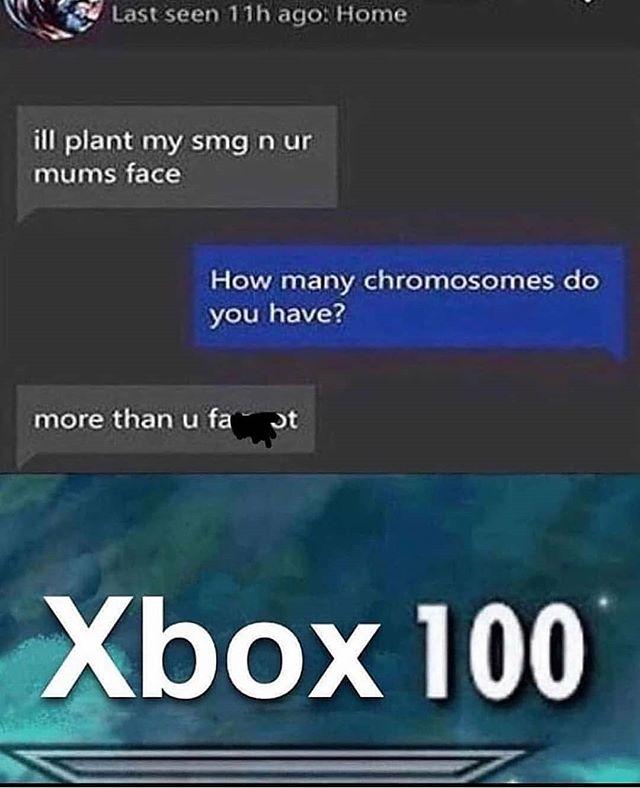 Last seen 11h ago: Home
ill plant my smg n ur
mums face
How many chromosomes do
you have?
more than u
Xbox 100